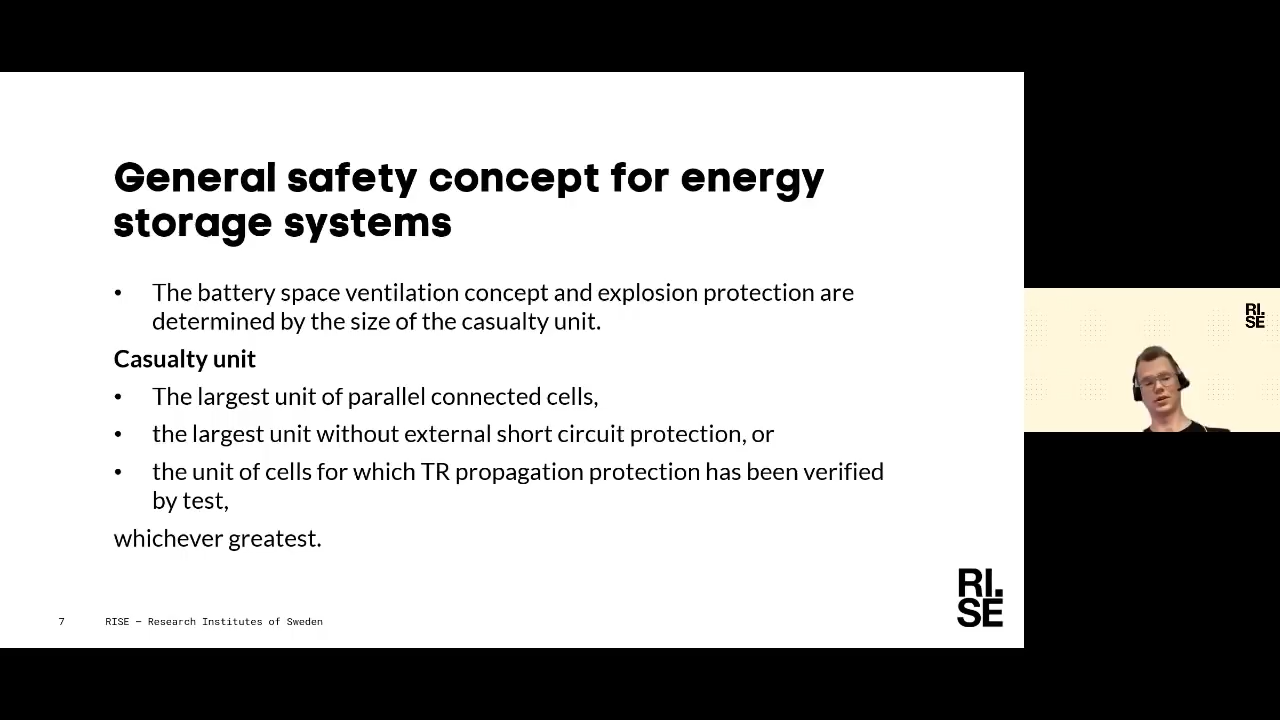 General safety concept for energy
storage systems
• The battery space ventilation concept and explosion protection are
determined by the size of the casualty unit.
Casualty unit
• The largest unit of parallel connected cells,
• the largest unit without external short circuit protection, or
• the unit of cells for which TR propagation protection has been verified
by test,
whichever greatest.
7 RISE – Research Institutes of Sweden
RI.
SE
RI.
SE